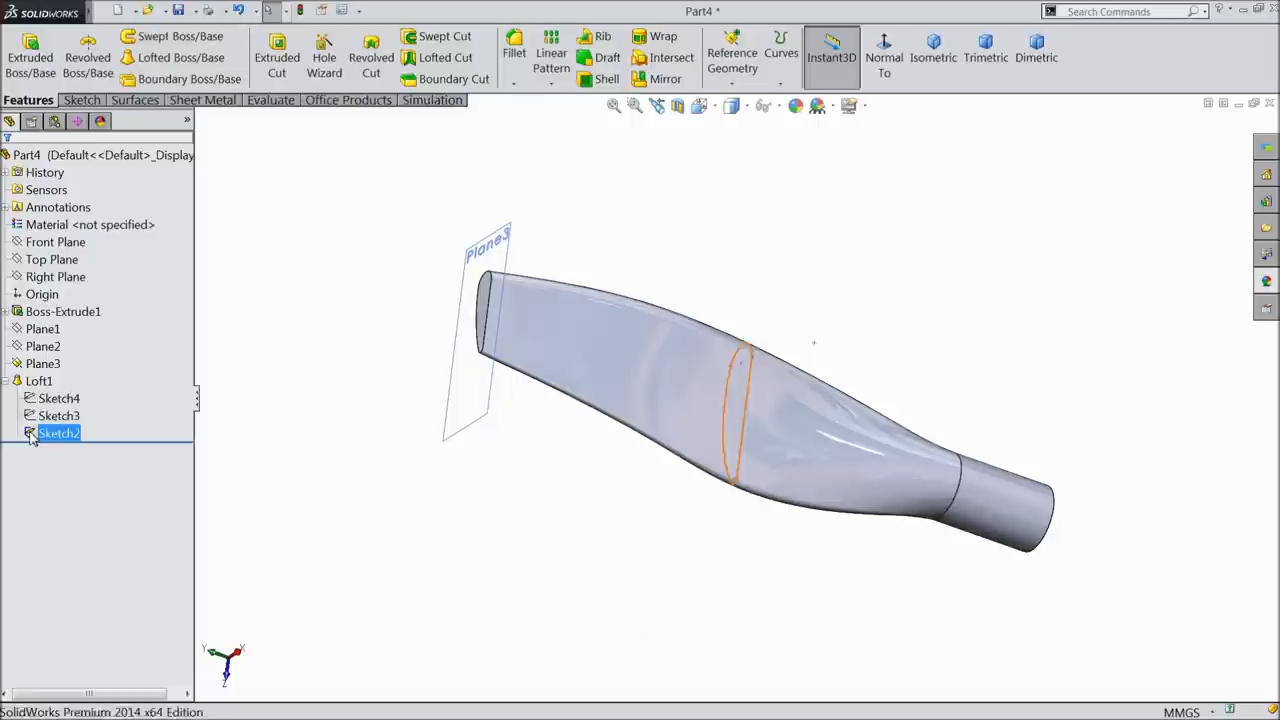 SOLIDWORKS
Part4 *
Search Commands
Extruded Boss/Base
Revolved Boss/Base
Swept Boss/Base
Lofted Boss/Base
Boundary Boss/Base
Extruded Cut
Hole Wizard
Revolved Cut
Swept Cut
Lofted Cut
Boundary Cut
Fillet
Linear Pattern
Rib
Draft
Shell
Wrap
Intersect
Mirror
Reference Geometry
Curves
Instant3D
Normal To
Isometric
Trimetric
Dimetric
Features Sketch Surfaces Sheet Metal Evaluate Office Products Simulation
Part4 (Default<<Default>_Display
History
Sensors
Annotations
Material <not specified>
Front Plane
Top Plane
Right Plane
Origin
Boss-Extrude1
Plane1
Plane2
Plane3
Loft1
Sketch4
Sketch3
Sketch2
Plane3
Y X
Z
SolidWorks Premium 2014 x64 Edition
MMGS